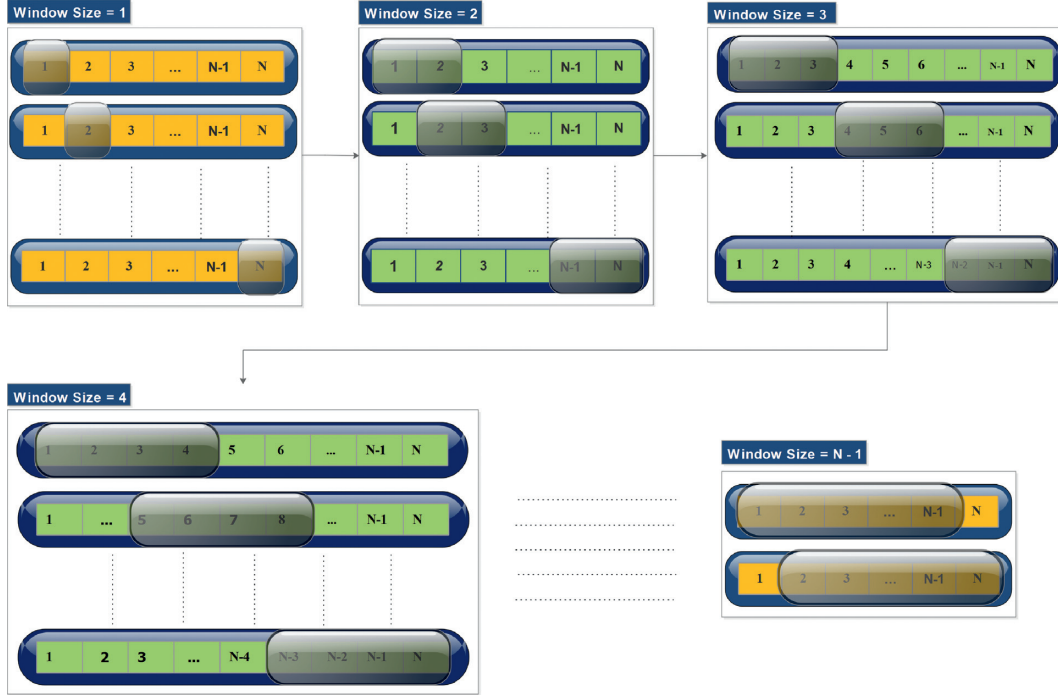 Window Size = 1
1 2 3 ... N-1 N
1 2 3 ... N-1 N
1 2 3 ... N-1 N
Window Size = 2
1 2 3 ... N-1 N
1 2 3 ... N-1 N
1 2 3 ... N-1 N
Window Size = 3
1 2 3 4 5 6 ... N-1 N
1 2 3 4 5 6 ... N-1 N
1 2 3 4 ... N-3 N-2 N-1 N
Window Size = 4
1 2 3 4 5 6 ... N-1 N
1 ... 5 6 7 8 ... N-1 N
1 2 3 ... N-4 N-3 N-2 N-1 N
Window Size = N - 1
1 2 3 ... N-1 N
1 2 3 ... N-1 N